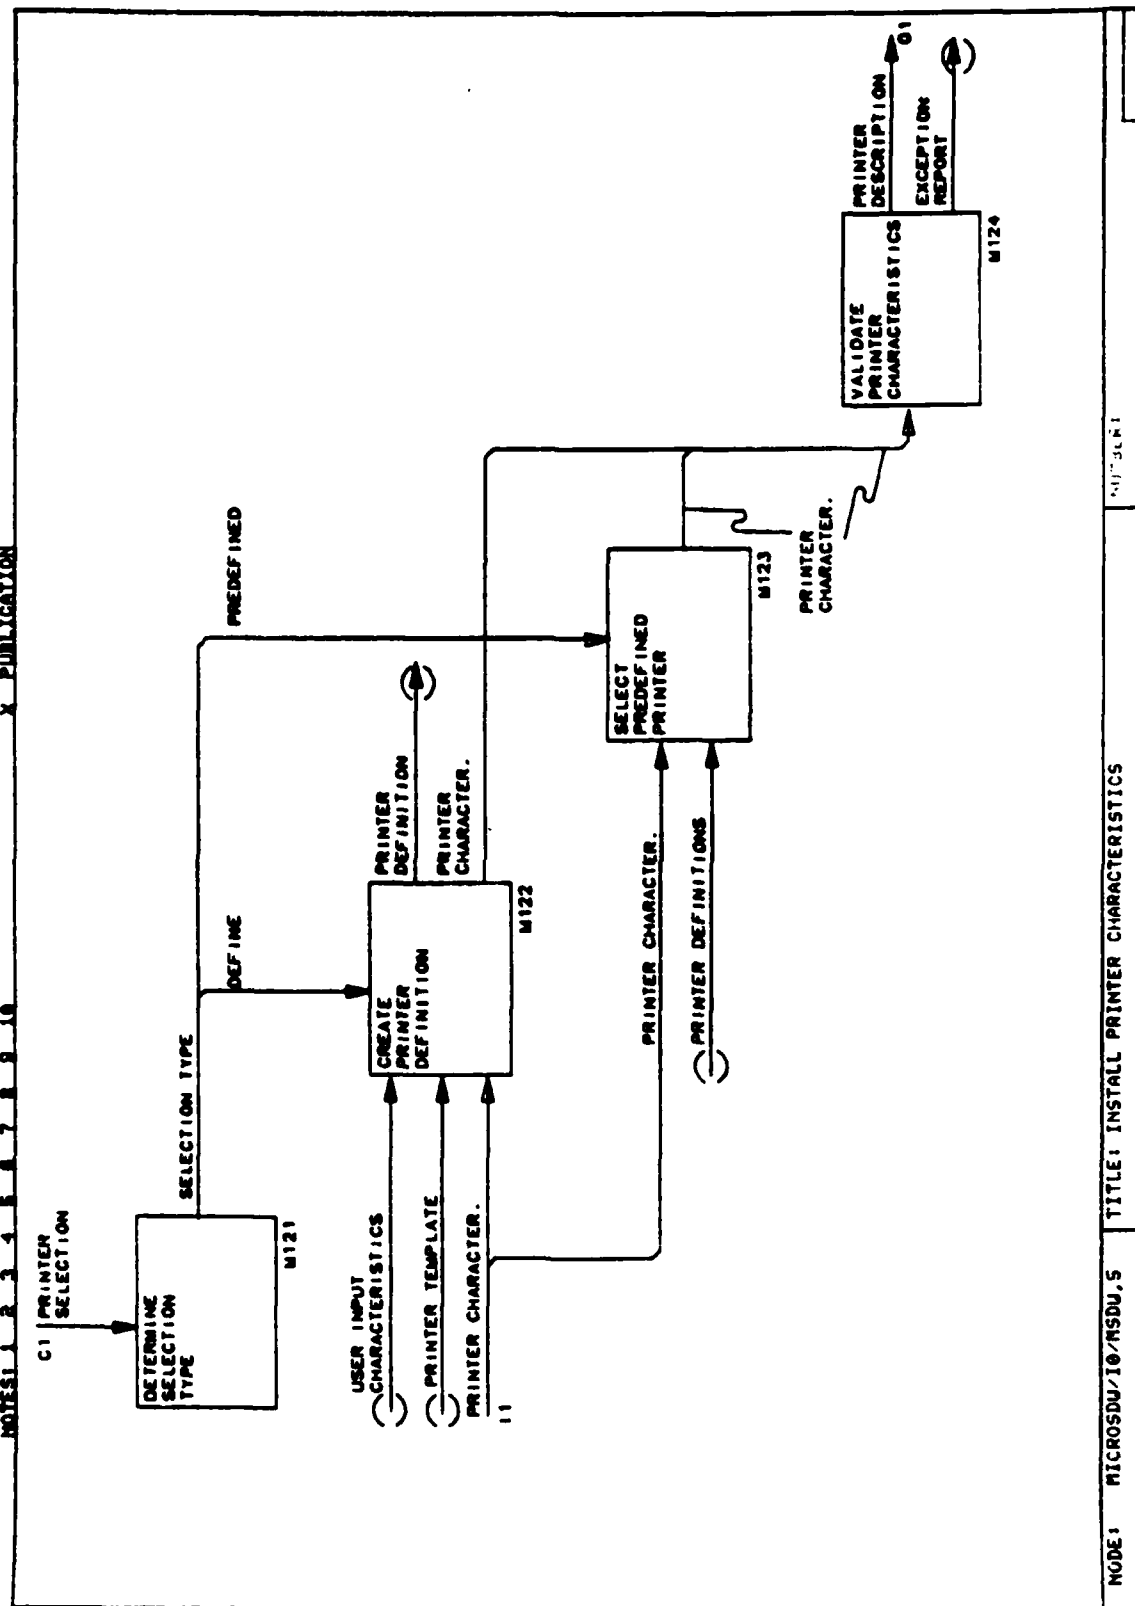 NOTES: 1 2 3 4 5 6 7 8 9 10
X PUBLICATION
C1
PRINTER
SELECTION
DETERMINE
SELECTION
TYPE
M121
SELECTION TYPE
DEFINE
PREDEFINED
USER INPUT
CHARACTERISTICS
PRINTER TEMPLATE
PRINTER CHARACTER.
I1
CREATE
PRINTER
DEFINITION
M122
PRINTER
DEFINITION
PRINTER
CHARACTER.
PRINTER CHARACTER.
PRINTER DEFINITIONS
SELECT
PREDEFINED
PRINTER
M123
PRINTER
CHARACTER.
VALIDATE
PRINTER
CHARACTERISTICS
M124
PRINTER
DESCRIPTION
O1
EXCEPTION
REPORT
NODE: MICROSDW/IO/MSDW.5
TITLE: INSTALL PRINTER CHARACTERISTICS